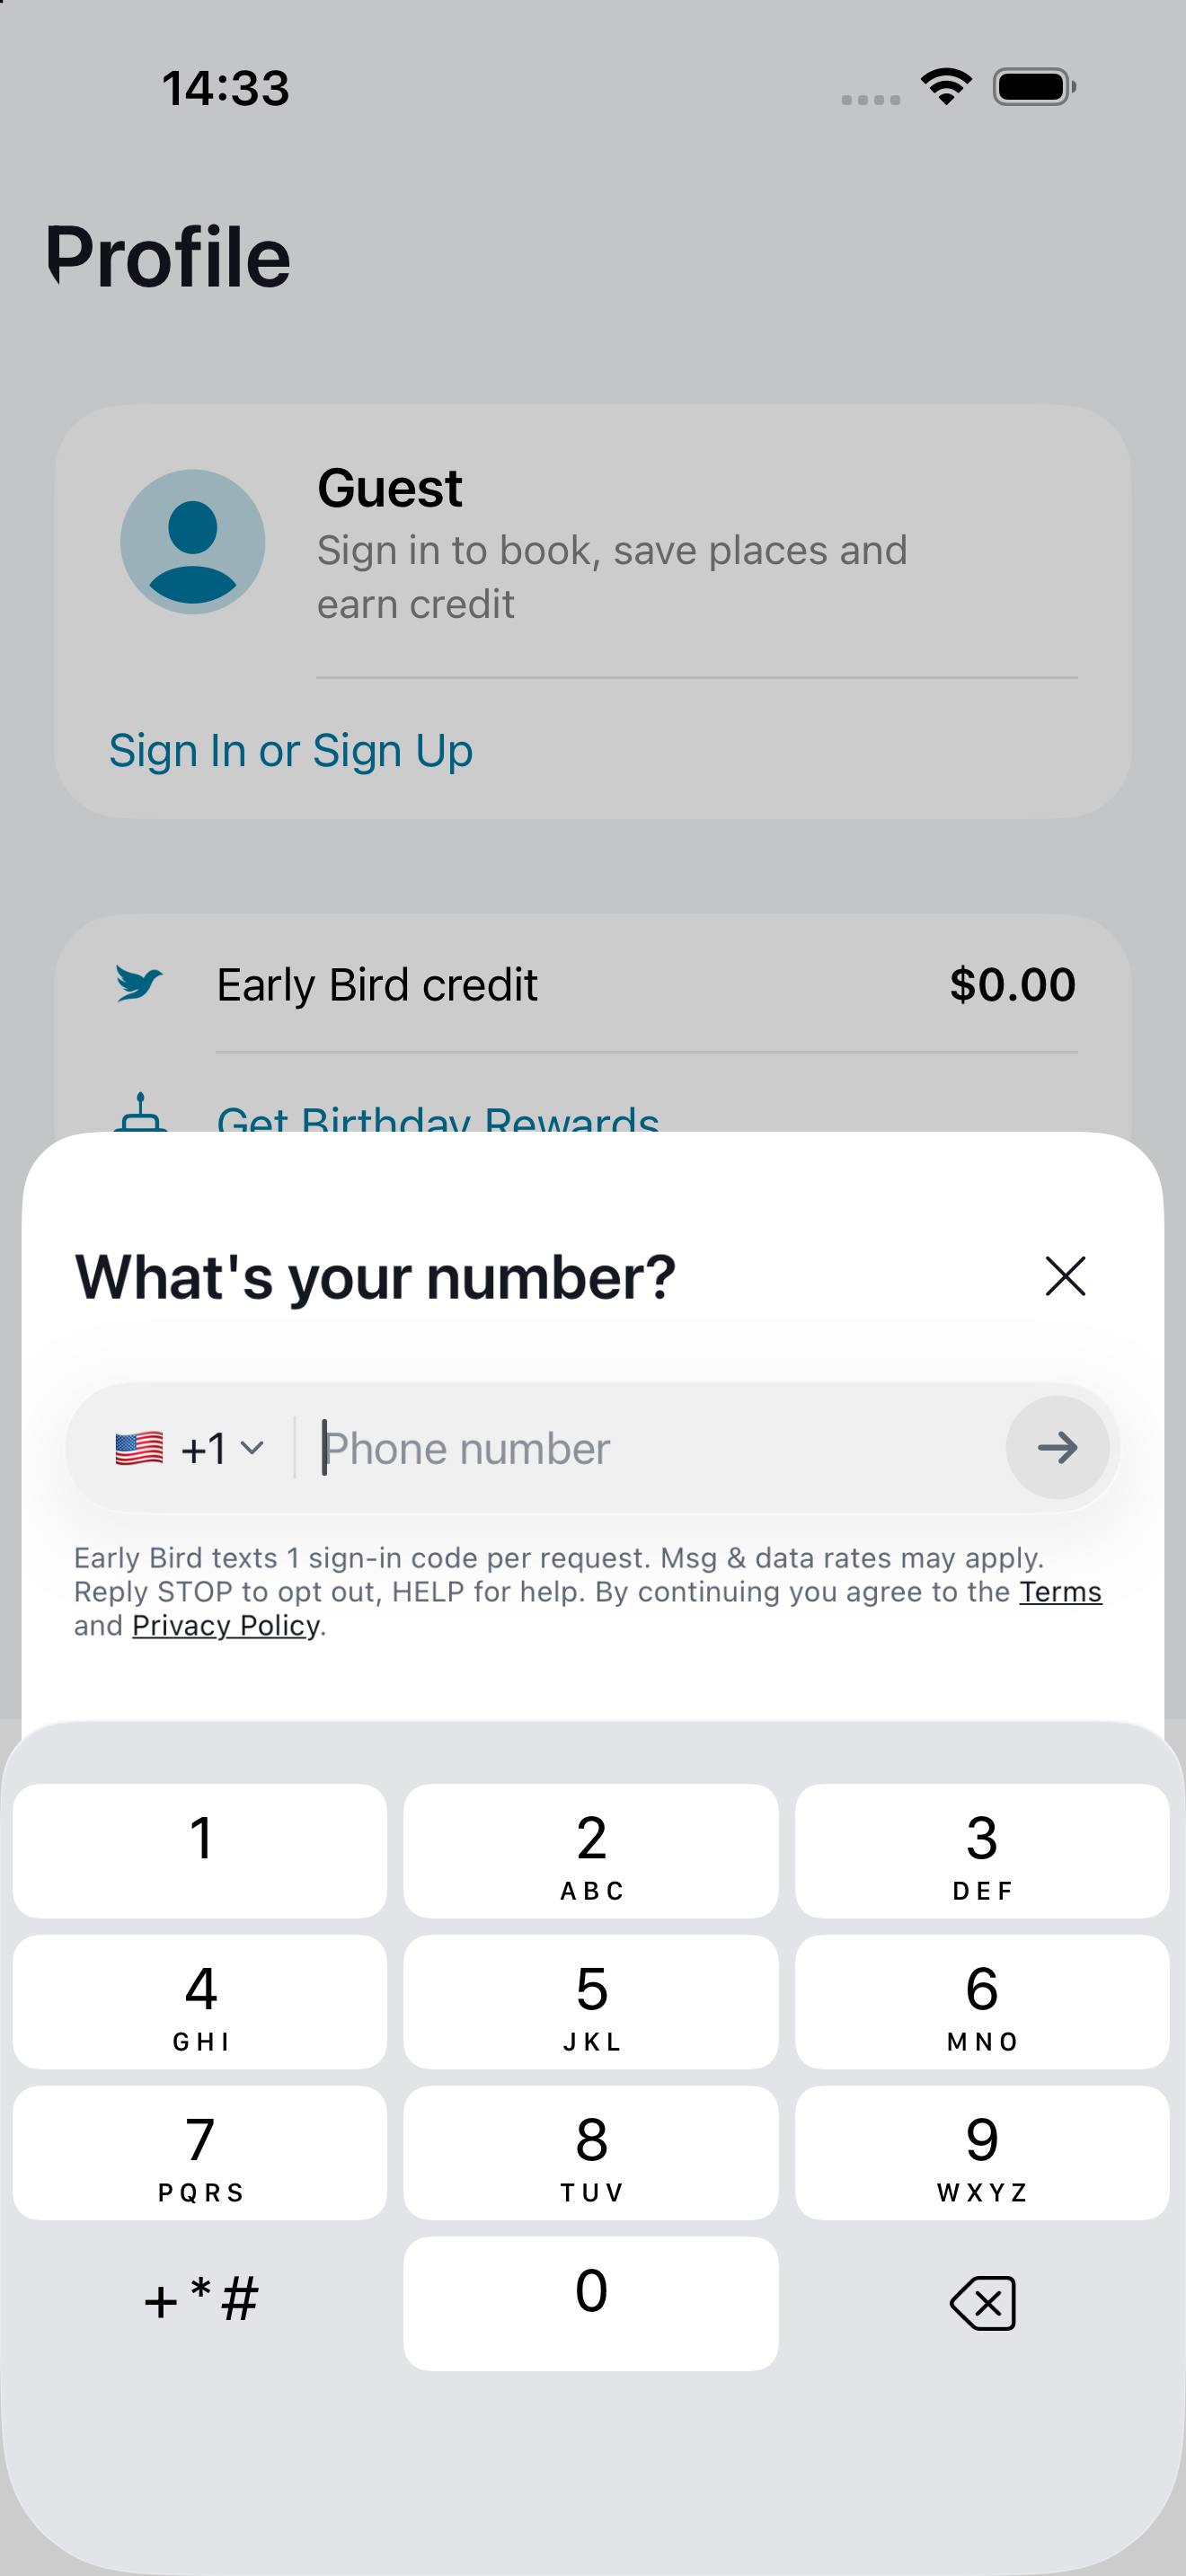 14:33
Profile
Guest
Sign in to book, save places and
earn credit
Sign In or Sign Up
Early Bird credit $0.00
Get Birthday Rewards
What's your number?
🇺🇸 +1 Phone number
Early Bird texts 1 sign-in code per request. Msg & data rates may apply.
Reply STOP to opt out, HELP for help. By continuing you agree to the Terms
and Privacy Policy.
1 2 3
ABC DEF
4 5 6
GHI JKL MNO
7 8 9
PQRS TUV WXYZ
+*# 0